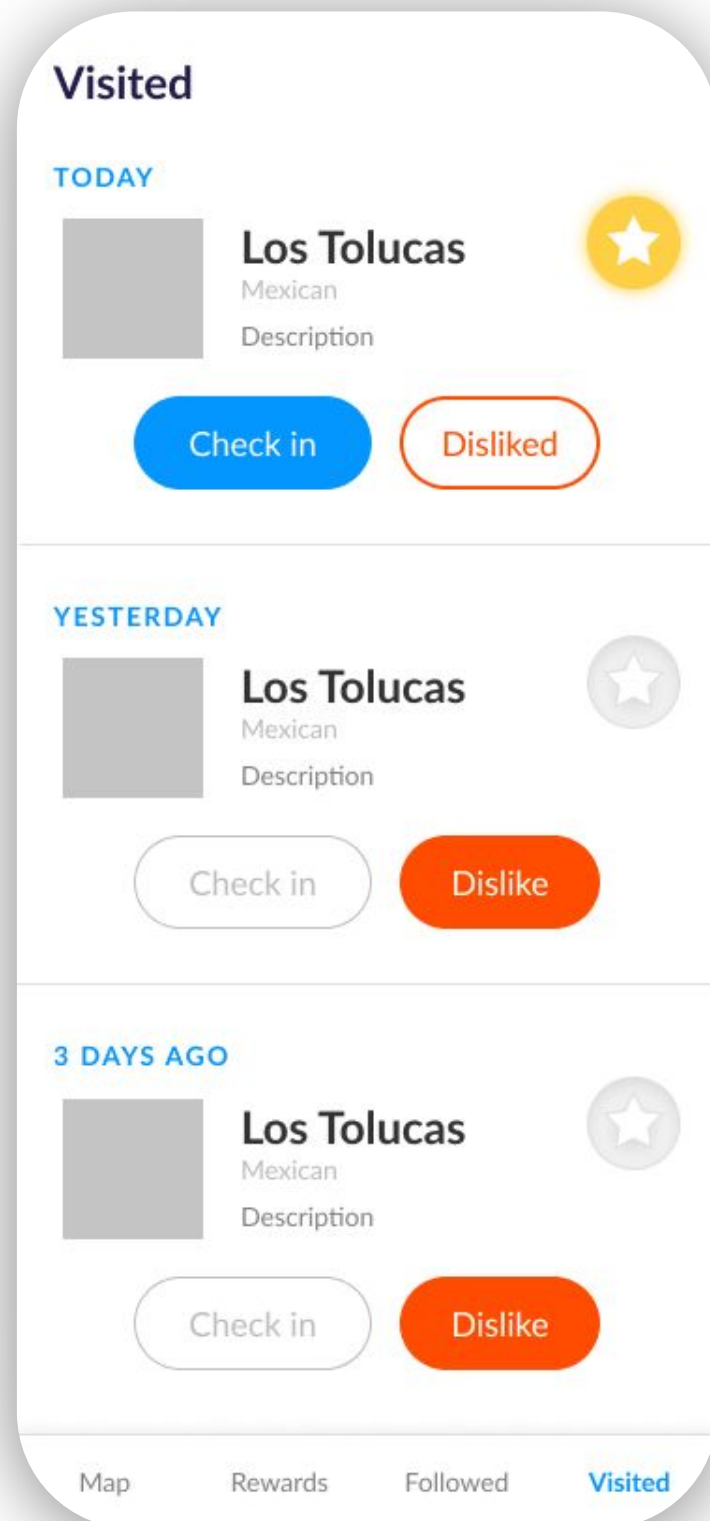 Visited
TODAY
Los Tolucas
Mexican
Description
Check in Disliked
YESTERDAY
Los Tolucas
Mexican
Description
Check in Dislike
3 DAYS AGO
Los Tolucas
Mexican
Description
Check in Dislike
Map Rewards Followed Visited